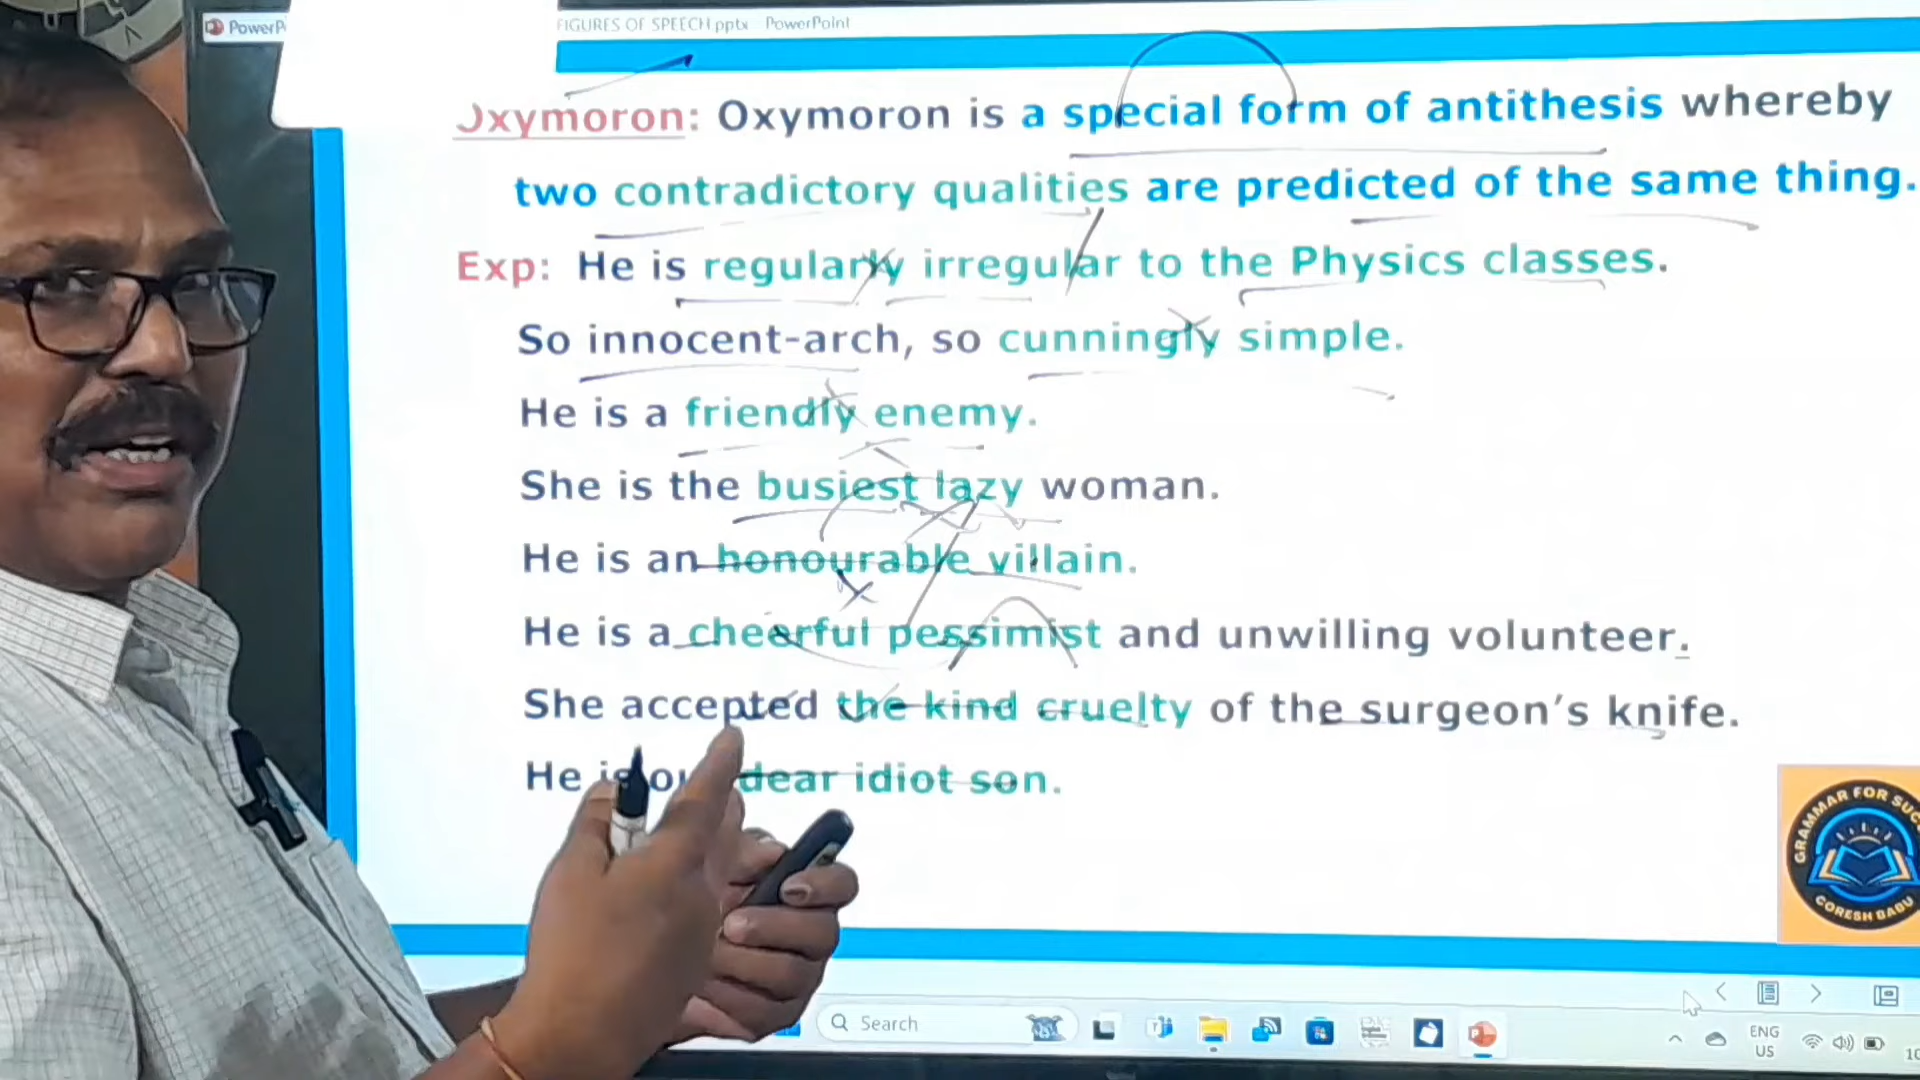 FIGURES OF SPEECH pptx - PowerPoint
Oxymoron: Oxymoron is a special form of antithesis whereby
two contradictory qualities are predicted of the same thing.
Exp: He is regularly irregular to the Physics classes.
So innocent-arch, so cunningly simple.
He is a friendly enemy.
She is the busiest lazy woman.
He is an honourable villain.
He is a cheerful pessimist and unwilling volunteer.
She accepted the kind cruelty of the surgeon's knife.
He is dear idiot son.
GRAMMAR FOR
CORESH BABU
Search
ENG
US